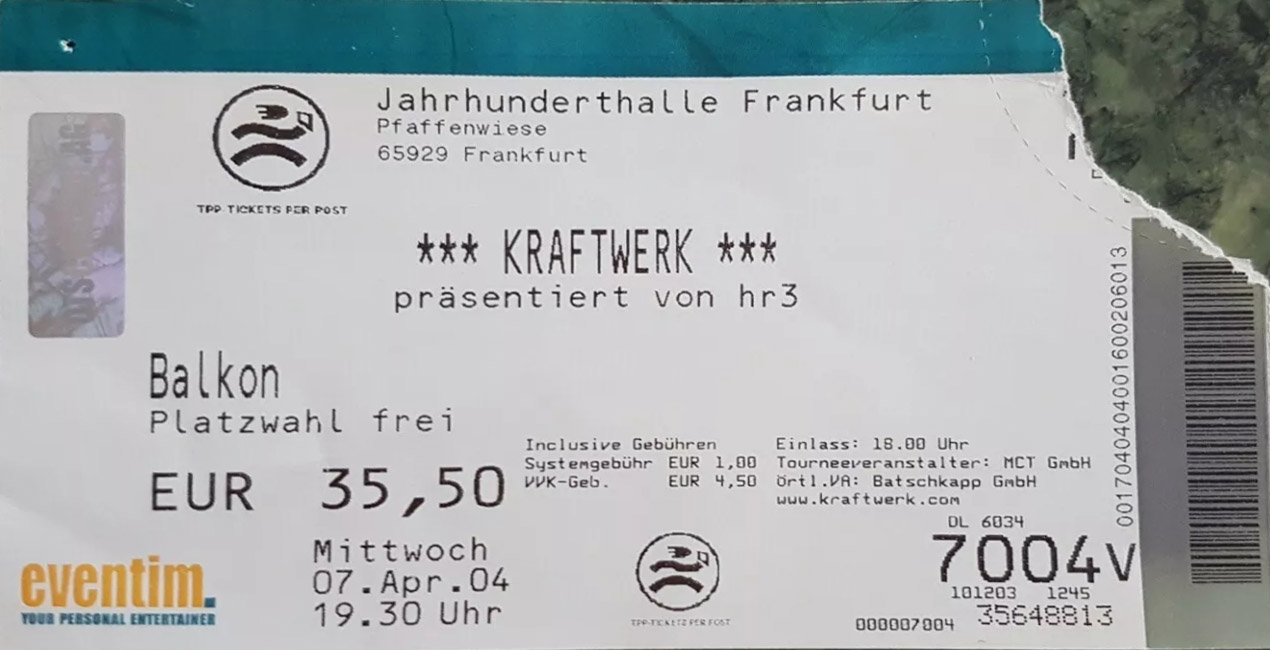 Jahrhunderthalle Frankfurt
Pfaffenwiese
65929 Frankfurt
TPP TICKETS PER POST
*** KRAFTWERK ***
präsentiert von hr3
Balkon
Platzwahl frei
EUR 35,50
Inclusive Gebühren
Systemgebühr EUR 1,00
VVK-Geb. EUR 4,50
Einlass: 18.00 Uhr
Tourneeveranstalter: MCT GmbH
örtl.VA: Batschkapp GmbH
www.kraftwerk.com
Mittwoch
07.Apr.04
19.30 Uhr
eventim.
YOUR PERSONAL ENTERTAINER
TPP-TICKETS PER POST
DL 6034
7004V
101203 1245
000007004 35648813
0017040404001600206013